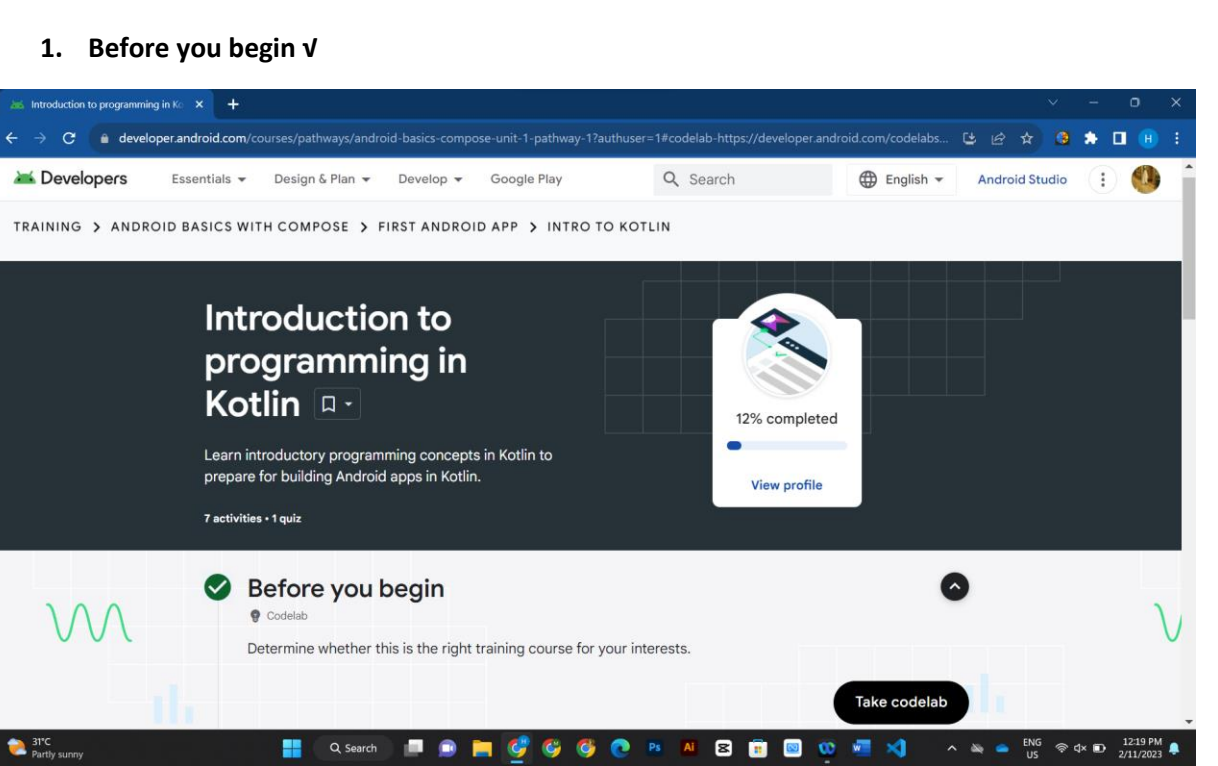 1. Before you begin √
Introduction to programming in Ko
developer.android.com/courses/pathways/android-basics-compose-unit-1-pathway-1?authuser=1#codelab-https://developer.android.com/codelabs...
H
Developers Essentials Design & Plan Develop Google Play Search English Android Studio
TRAINING > ANDROID BASICS WITH COMPOSE > FIRST ANDROID APP > INTRO TO KOTLIN
Introduction to
programming in
Kotlin
Learn introductory programming concepts in Kotlin to
prepare for building Android apps in Kotlin.
7 activities • 1 quiz
12% completed
View profile
Before you begin
Codelab
Determine whether this is the right training course for your interests.
Take codelab
31°C
Partly sunny
Search
Ps
Ai
ENG
US
12:19 PM
2/11/2023